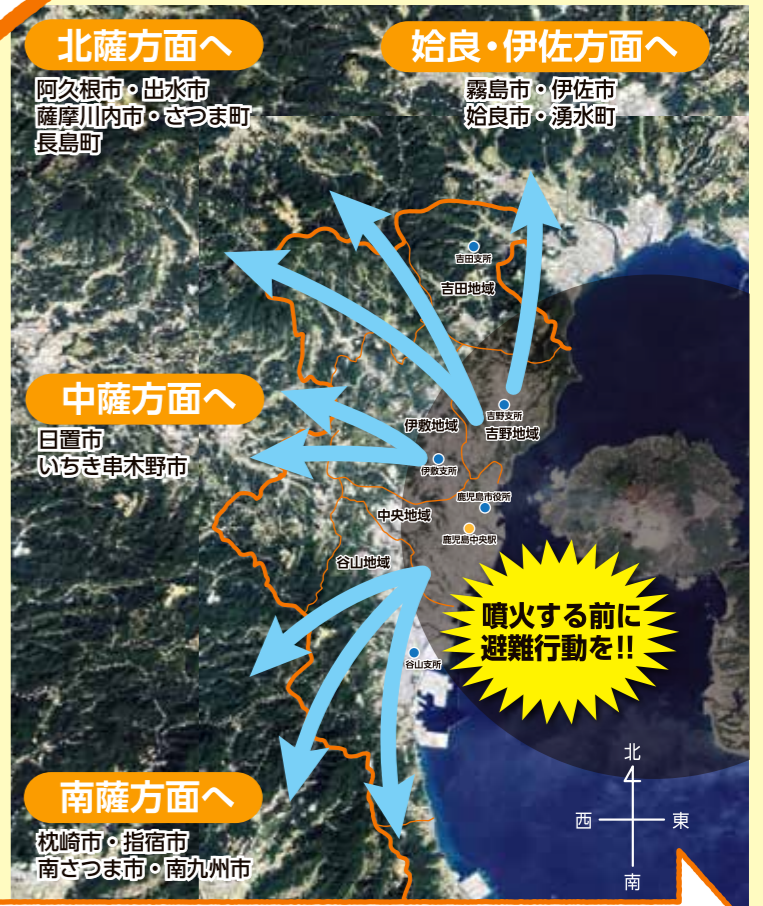 北薩方面へ
阿久根市・出水市
薩摩川内市・さつま町
長島町
姶良・伊佐方面へ
霧島市・伊佐市
姶良市・湧水町
吉田支所
吉田地域
中薩方面へ
日置市
いちき串木野市
吉野支所
吉野地域
伊敷地域
伊敷支所
鹿児島市役所
中央地域
鹿児島中央駅
谷山地域
噴火する前に
避難行動を!!
谷山支所
南薩方面へ
枕崎市・指宿市
南さつま市・南九州市
北
西 東
南